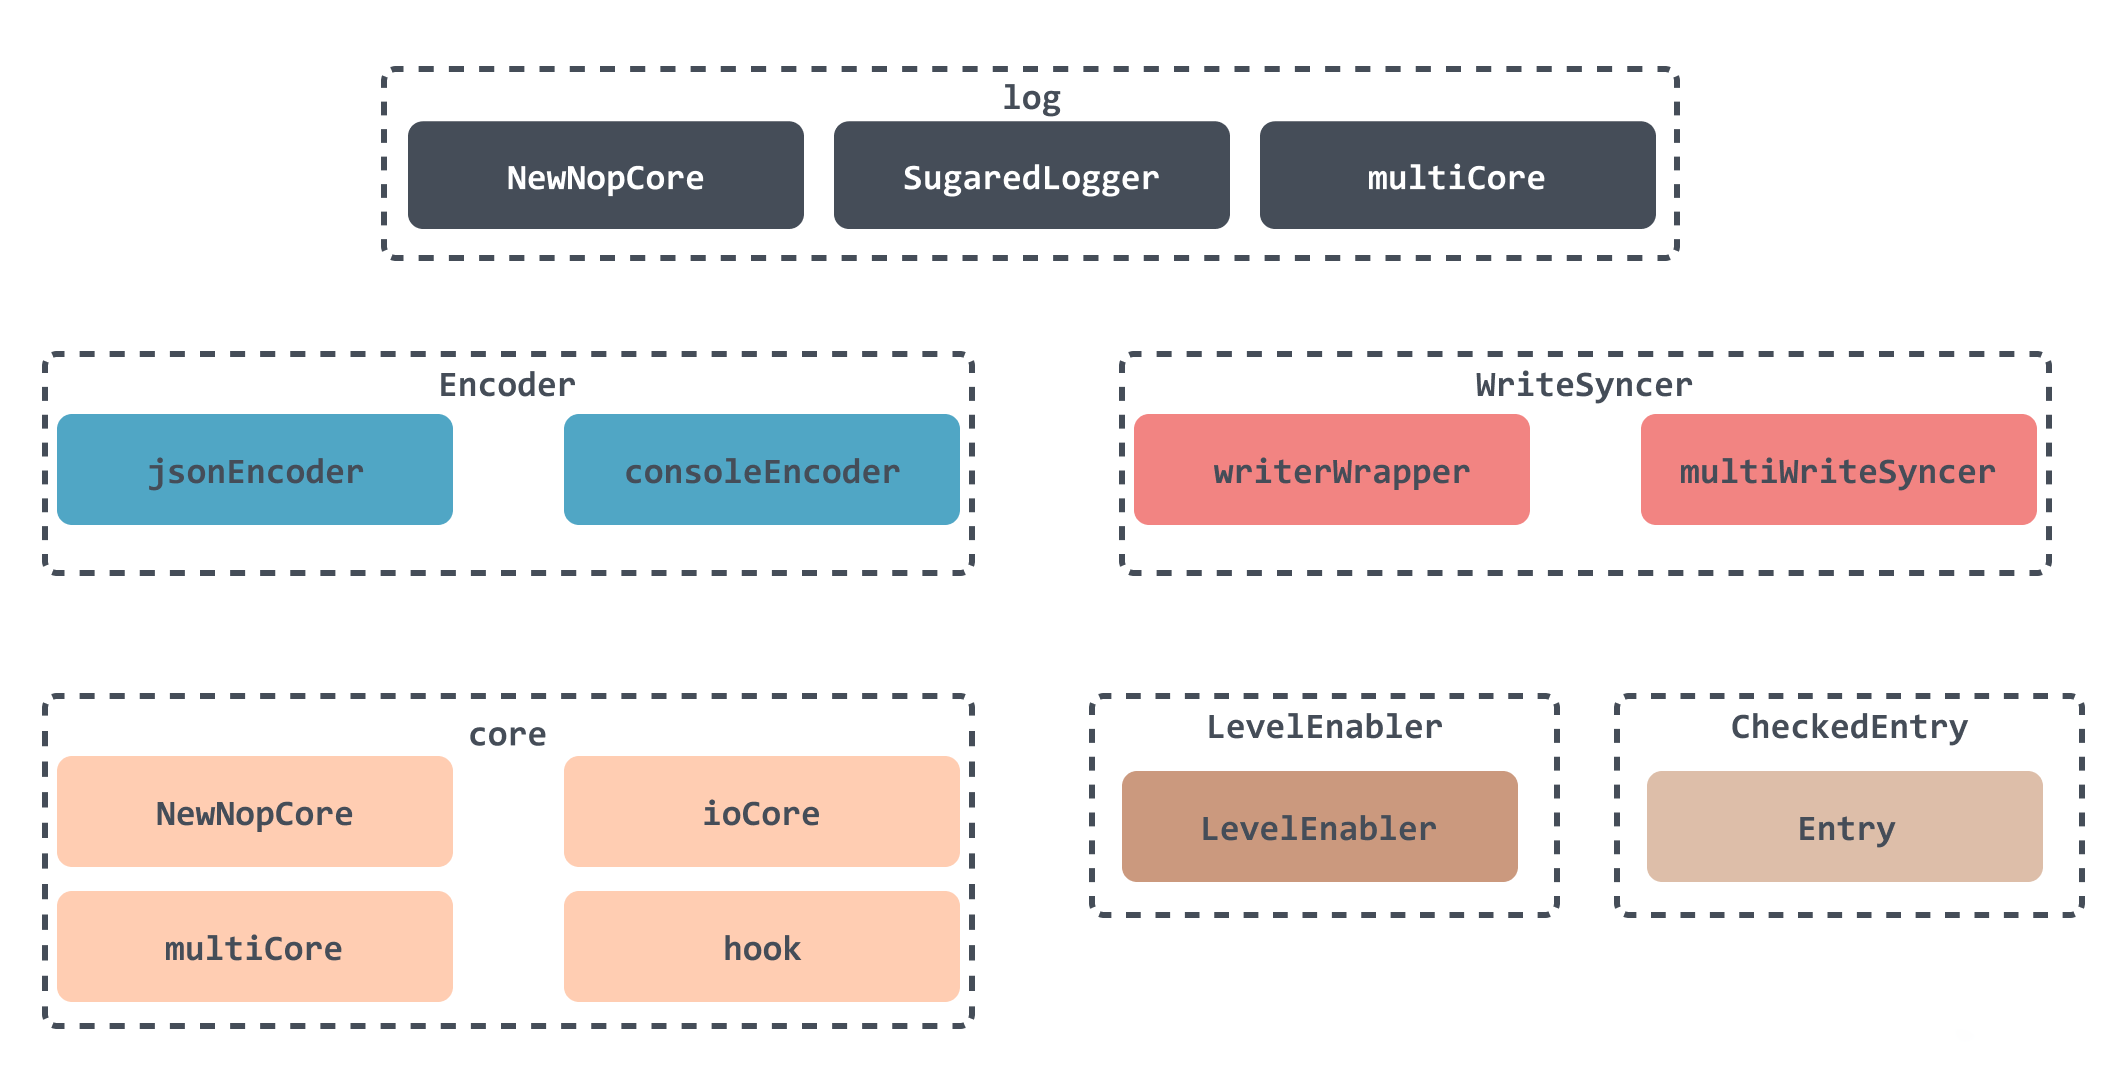 log
NewNopCore
SugaredLogger
multiCore
Encoder
jsonEncoder
consoleEncoder
WriteSyncer
writerWrapper
multiWriteSyncer
core
NewNopCore
ioCore
multiCore
hook
LevelEnabler
LevelEnabler
CheckedEntry
Entry